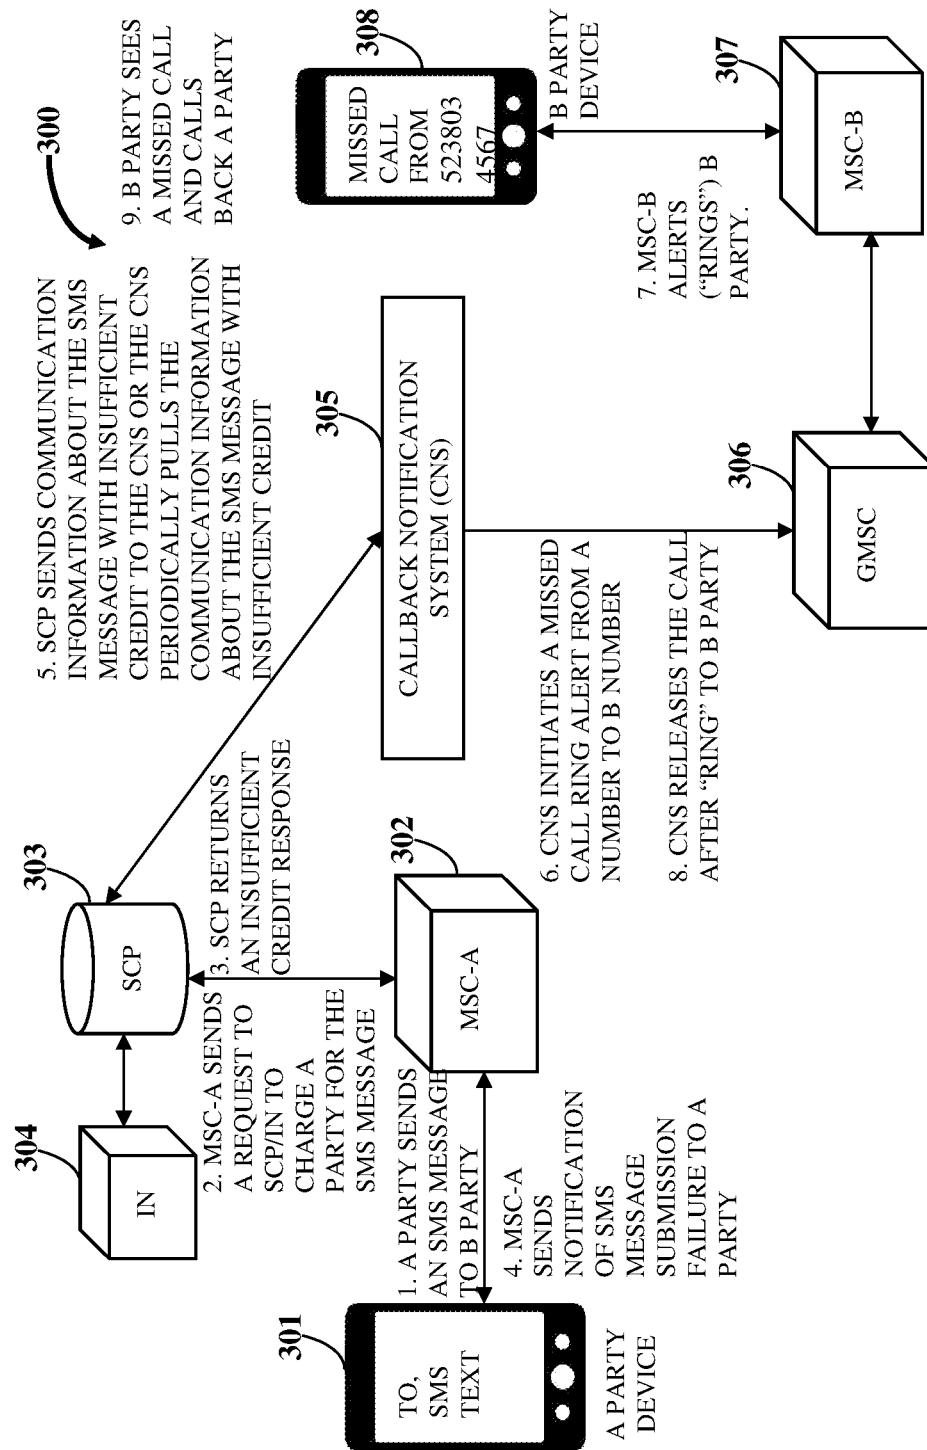 300
304
IN
303
SCP
2. MSC-A SENDS
A REQUEST TO
SCP/IN TO
CHARGE A
PARTY FOR THE
SMS MESSAGE
3. SCP RETURNS
AN INSUFFICIENT
CREDIT RESPONSE
5. SCP SENDS COMMUNICATION
INFORMATION ABOUT THE SMS
MESSAGE WITH INSUFFICIENT
CREDIT TO THE CNS OR THE CNS
PERIODICALLY PULLS THE
COMMUNICATION INFORMATION
ABOUT THE SMS MESSAGE WITH
INSUFFICIENT CREDIT
9. B PARTY SEES
A MISSED CALL
AND CALLS
BACK A PARTY
301
TO,
SMS
TEXT
A PARTY
DEVICE
1. A PARTY SENDS
AN SMS MESSAGE
TO B PARTY
4. MSC-A
SENDS
NOTIFICATION
OF SMS
MESSAGE
SUBMISSION
FAILURE TO A
PARTY
302
MSC-A
305
CALLBACK NOTIFICATION
SYSTEM (CNS)
308
MISSED
CALL
FROM
523803
4567
B PARTY
DEVICE
6. CNS INITIATES A MISSED
CALL RING ALERT FROM A
NUMBER TO B NUMBER
8. CNS RELEASES THE CALL
AFTER “RING” TO B PARTY
7. MSC-B
ALERTS
(“RINGS”) B
PARTY.
306
GMSC
307
MSC-B